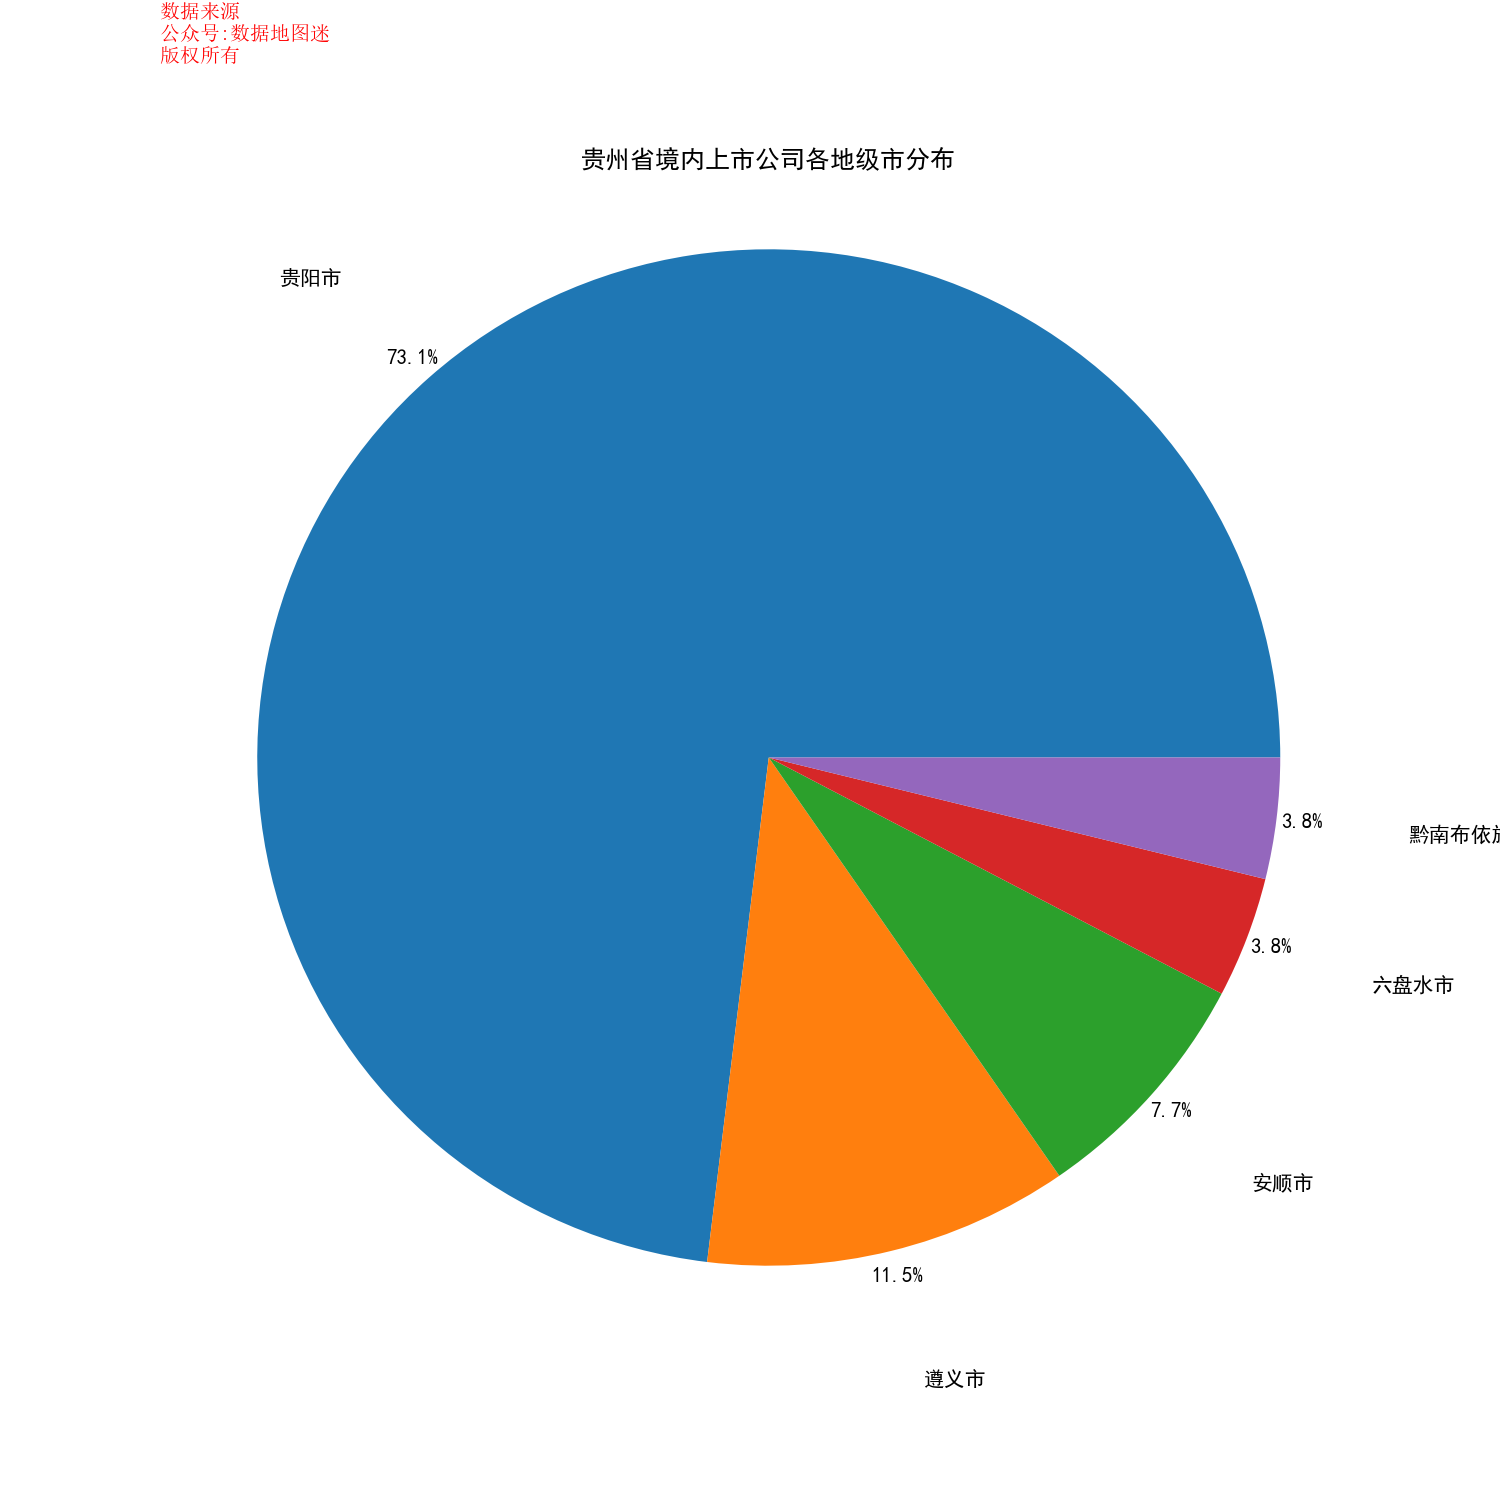 数据来源
公众号:数据地图迷
版权所有
贵州省境内上市公司各地级市分布
贵阳市
73.1%
3.8%
黔南布依族
3.8%
六盘水市
7.7%
安顺市
11.5%
遵义市